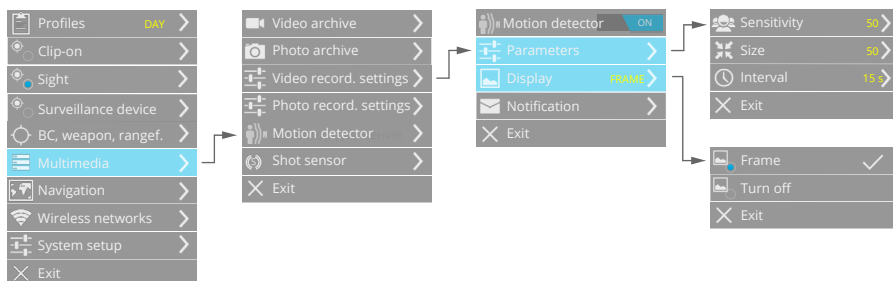 Profiles DAY
Clip-on
Sight
Surveillance device
BC, weapon, rangef.
Multimedia
Navigation
Wireless networks
System setup
Exit
Video archive
Photo archive
Video record. settings
Photo record. settings
Motion detector
Shot sensor
Exit
Motion detector ON
Parameters
Display FRAME
Notification
Exit
Sensitivity 50
Size 50
Interval 15 s
Exit
Frame
Turn off
Exit